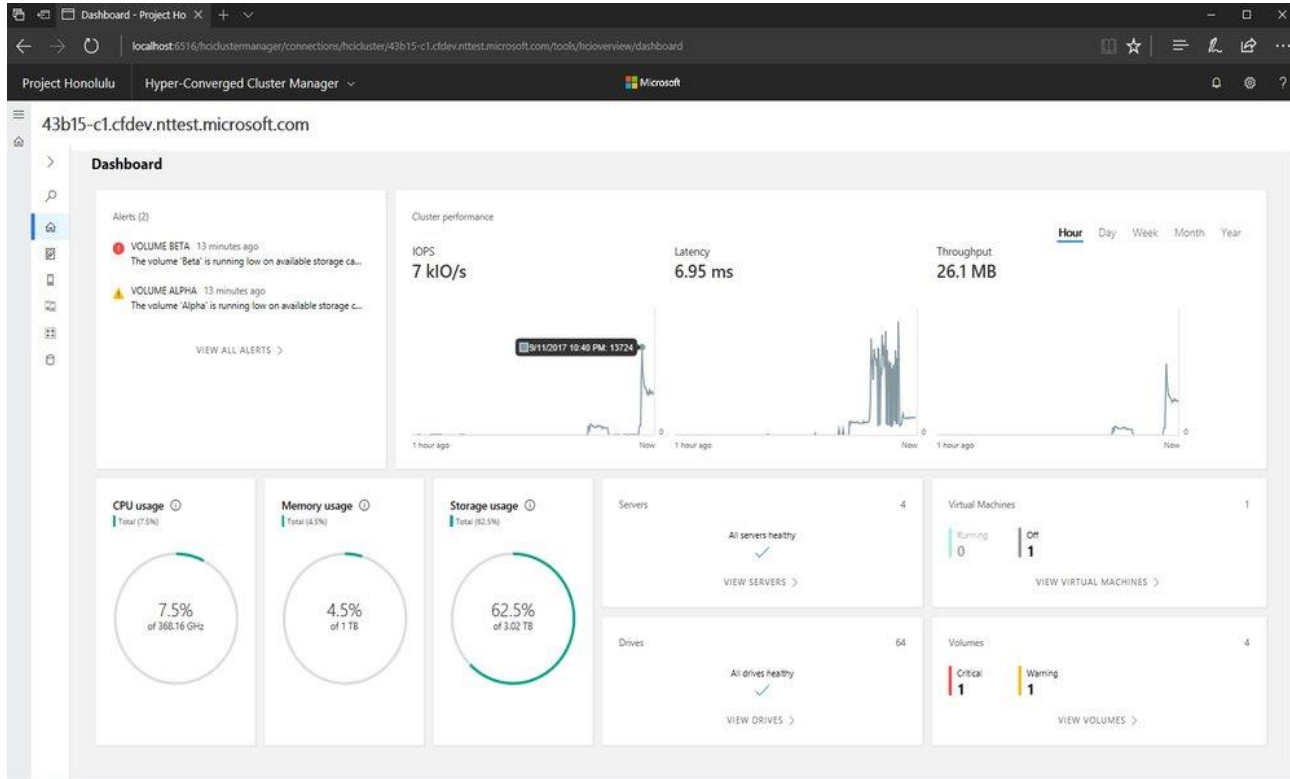 Dashboard - Project Ho
localhost:6516/hciclustermanager/connections/hcicluster/43b15-c1.cfdev.nttest.microsoft.com/tools/hcioverview/dashboard
Project Honolulu Hyper-Converged Cluster Manager Microsoft ?
43b15-c1.cfdev.nttest.microsoft.com
Dashboard
Alerts (2)
VOLUME BETA 13 minutes ago
The volume 'Beta' is running low on available storage ca...
VOLUME ALPHA 13 minutes ago
The volume 'Alpha' is running low on available storage c...
VIEW ALL ALERTS >
Cluster performance
Hour Day Week Month Year
IOPS
7 kIO/s
9/11/2017 10:40 PM: 13724
0
1 hour ago Now
Latency
6.95 ms
0
1 hour ago Now
Throughput
26.1 MB
0
1 hour ago Now
CPU usage
Total (7.5%)
7.5%
of 368.16 GHz
Memory usage
Total (4.5%)
4.5%
of 1 TB
Storage usage
Total (62.5%)
62.5%
of 3.02 TB
Servers 4
All servers healthy
VIEW SERVERS >
Virtual Machines 1
Running Off
0 1
VIEW VIRTUAL MACHINES >
Drives 64
All drives healthy
VIEW DRIVES >
Volumes 4
Critical Warning
1 1
VIEW VOLUMES >